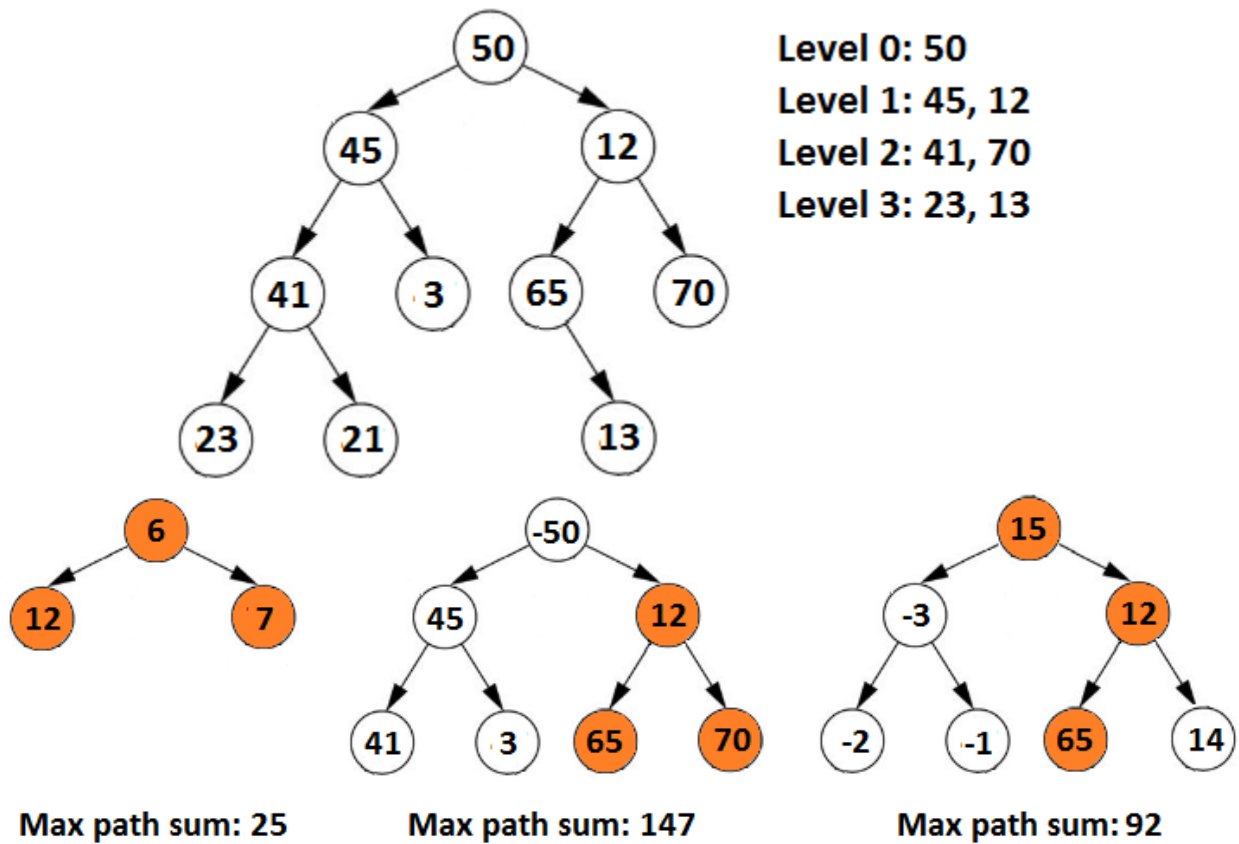 50
Level 0: 50
Level 1: 45, 12
45 12
Level 2: 41, 70
Level 3: 23, 13
41 3 65 70
23 21 13
6 -50 15
12 7 45 12 -3 12
41 3 65 70 -2 -1 65 14
Max path sum: 25
Max path sum: 147
Max path sum: 92